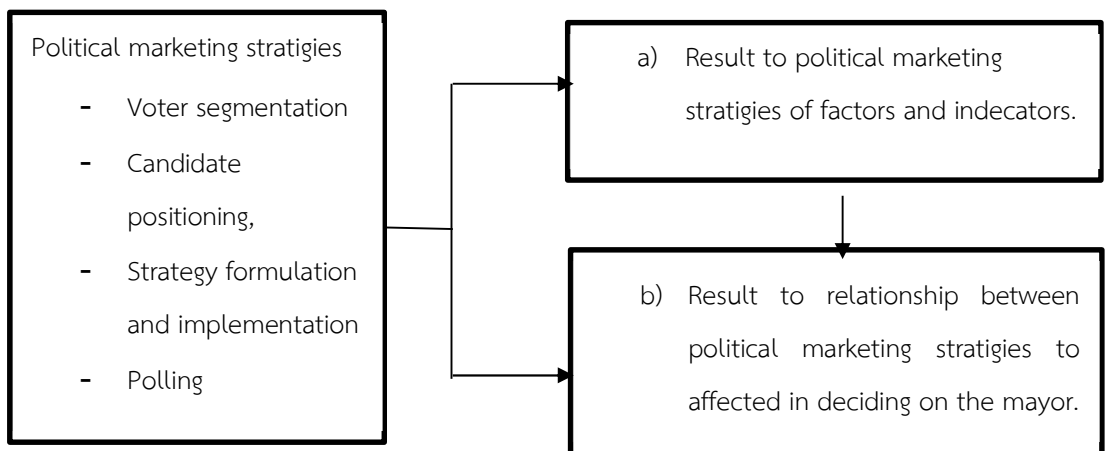 Political marketing stratigies
- Voter segmentation
- Candidate
positioning,
- Strategy formulation
and implementation
- Polling
a) Result to political marketing
stratigies of factors and indecators.
b) Result to relationship between
political marketing stratigies to
affected in deciding on the mayor.